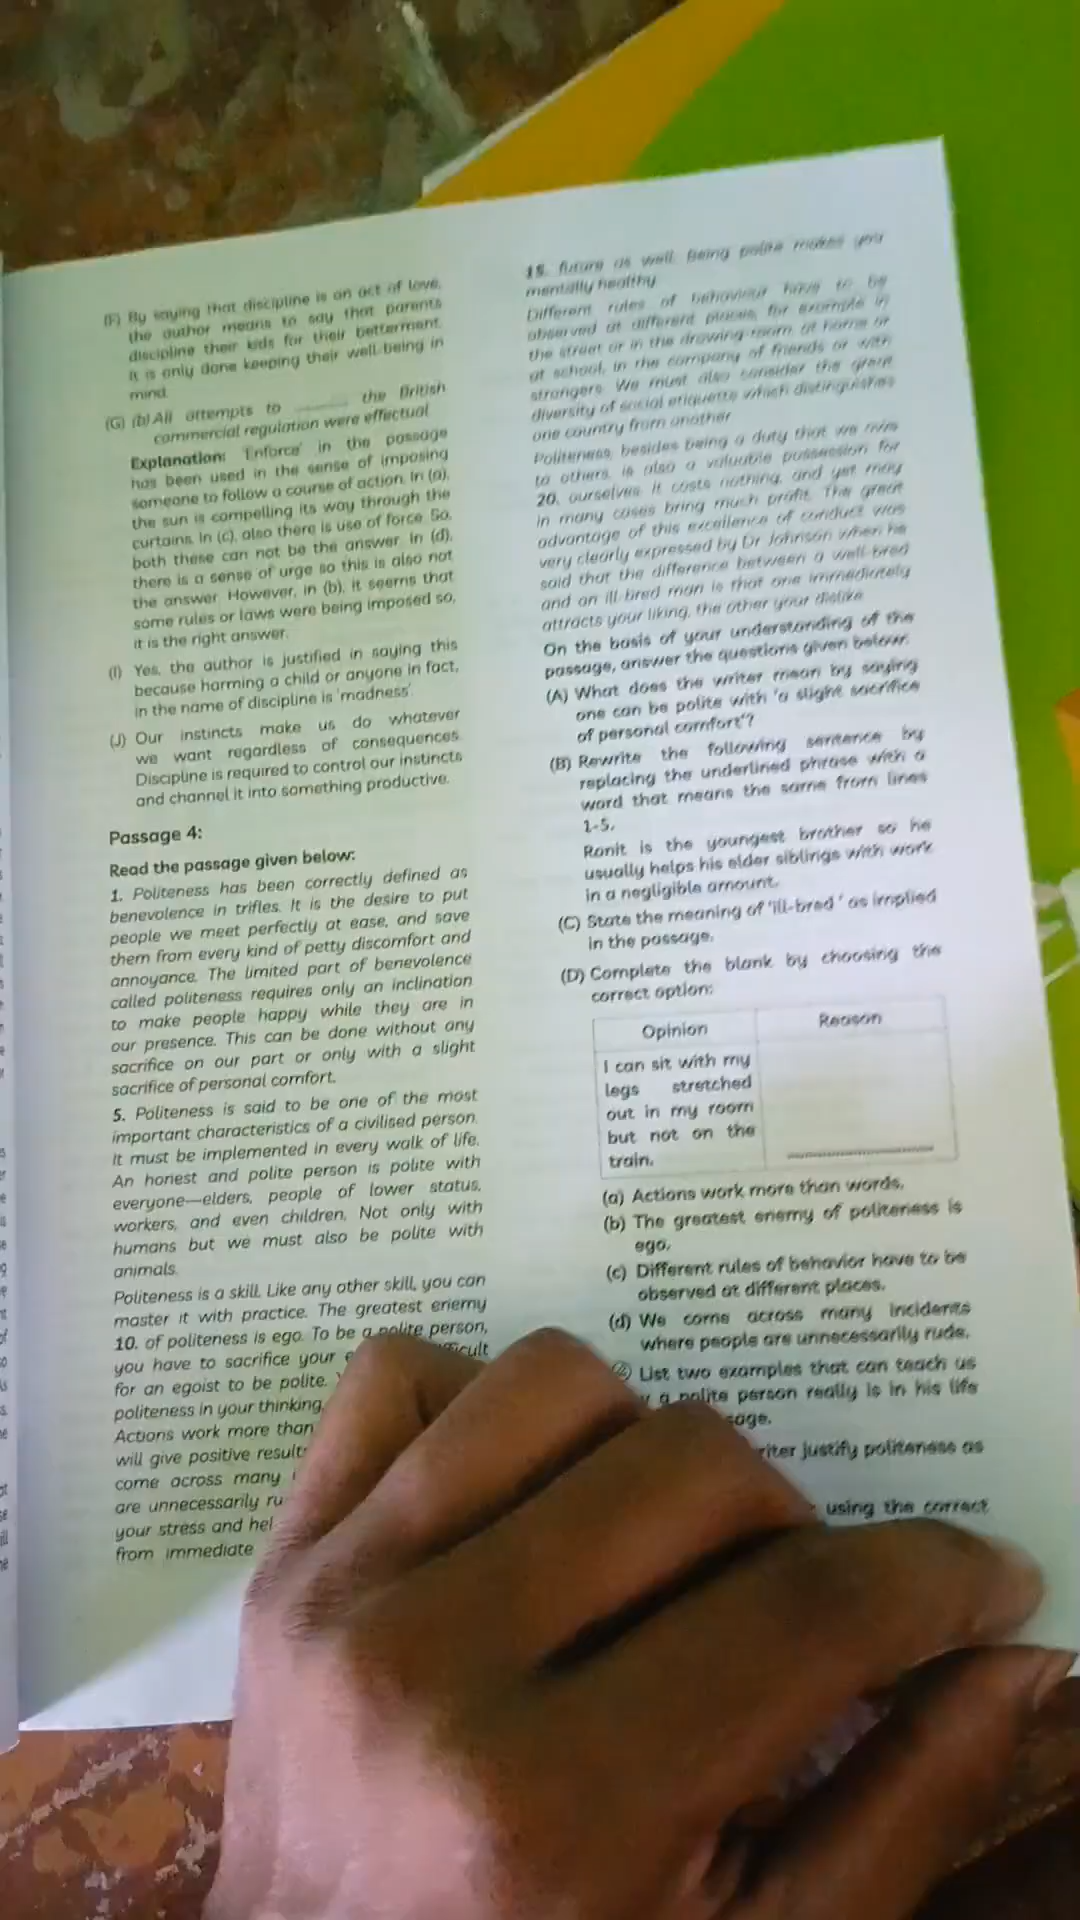 (F) By saying that discipline is an act of love,
the author means to say that parents
discipline their kids for their betterment.
It is only done keeping their well-being in
mind.
(G) (b) All attempts to ______ the British
commercial regulation were effectual.
Explanation: 'Enforce' in the passage
has been used in the sense of imposing
someone to follow a course of action. In (a),
the sun is compelling its way through the
curtains. In (c), also there is use of force. So,
both these can not be the answer. In (d),
there is a sense of urge so this is also not
the answer. However, in (b), it seems that
some rules or laws were being imposed so,
it is the right answer.
(I) Yes, the author is justified in saying this
because harming a child or anyone in fact,
in the name of discipline is 'madness'.
(J) Our instincts make us do whatever
we want regardless of consequences.
Discipline is required to control our instincts
and channel it into something productive.
Passage 4:
Read the passage given below:
1. Politeness has been correctly defined as
benevolence in trifles. It is the desire to put
people we meet perfectly at ease, and save
them from every kind of petty discomfort and
annoyance. The limited part of benevolence
called politeness requires only an inclination
to make people happy while they are in
our presence. This can be done without any
sacrifice on our part or only with a slight
sacrifice of personal comfort.
5. Politeness is said to be one of the most
important characteristics of a civilised person.
It must be implemented in every walk of life.
An honest and polite person is polite with
everyone—elders, people of lower status,
workers, and even children. Not only with
humans but we must also be polite with
animals.
Politeness is a skill. Like any other skill, you can
master it with practice. The greatest enemy
10. of politeness is ego. To be a polite person,
you have to sacrifice your
for an egoist to be polite.
politeness in your thinking
Actions work more than
will give positive results
come across many
are unnecessarily
your stress and
from immediate
15. future as well. Being polite makes you
mentally healthy.
Different rules of behaviour have to be
observed at different places, for example in
the street or in the drawing-room at home or
at school, in the company of friends or with
strangers. We must also consider the great
diversity of social etiquette which distinguishes
one country from another.
Politeness, besides being a duty that we owe
to others, is also a valuable possession for
20. ourselves. It costs nothing, and yet may
in many cases bring much profit. The great
advantage of this excellence of conduct was
very clearly expressed by Dr Johnson when he
said that the difference between a well-bred
and an ill-bred man is that one immediately
attracts your liking, the other your dislike.
On the basis of your understanding of the
passage, answer the questions given below.
(A) What does the writer mean by saying
one can be polite with 'a slight sacrifice
of personal comfort'?
(B) Rewrite the following sentence by
replacing the underlined phrase with a
word that means the same from lines
1-5.
Ronit is the youngest brother so he
usually helps his elder siblings with work
in a negligible amount.
(C) State the meaning of 'ill-bred' as implied
in the passage.
(D) Complete the blank by choosing the
correct option:
Opinion Reason
I can sit with my
legs stretched
out in my room
but not on the
train.
(a) Actions work more than words.
(b) The greatest enemy of politeness is
ego.
(c) Different rules of behavior have to be
observed at different places.
(d) We come across many incidents
where people are unnecessarily rude.
List two examples that can teach us
a polite person really is in his life
justify politeness as
using the correct